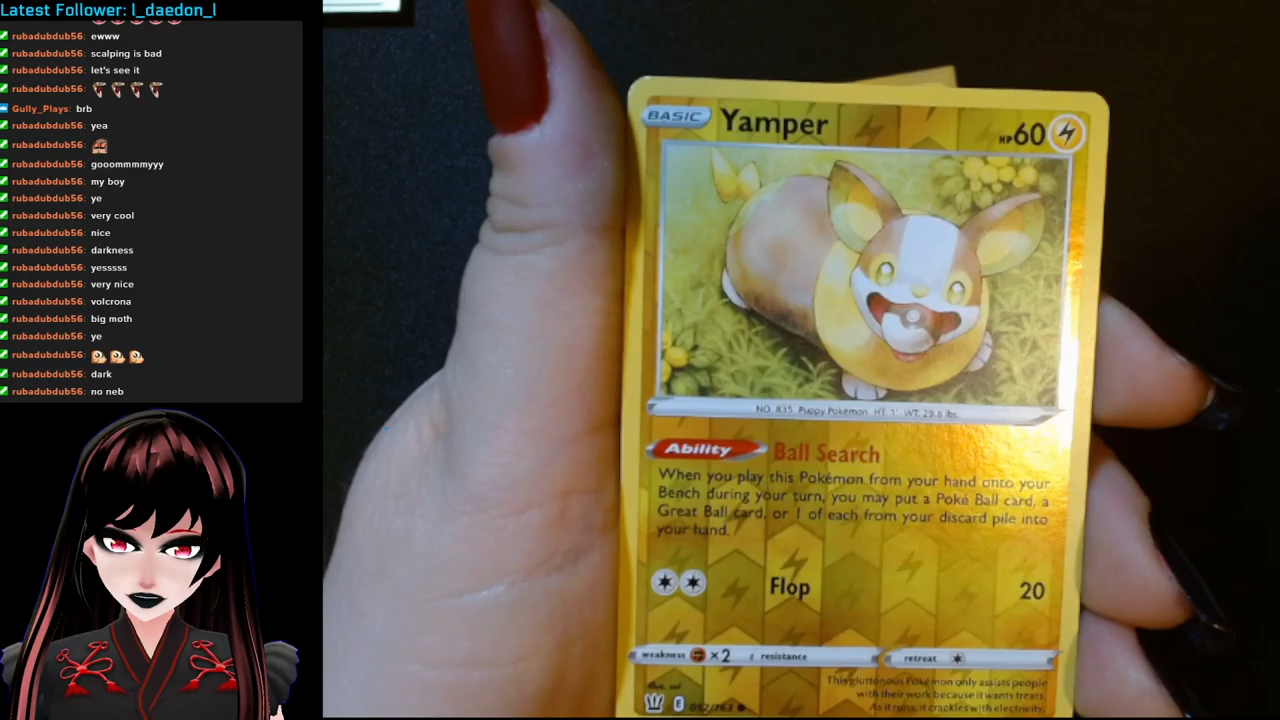 Latest Follower: l_daedon_l
rubadubdub56: ewww
rubadubdub56: scalping is bad
rubadubdub56: let's see it
rubadubdub56:
Gully_Plays: brb
rubadubdub56: yea
rubadubdub56:
rubadubdub56: gooommmmyyy
rubadubdub56: my boy
rubadubdub56: ye
rubadubdub56: very cool
rubadubdub56: nice
rubadubdub56: darkness
rubadubdub56: yesssss
rubadubdub56: very nice
rubadubdub56: volcrona
rubadubdub56: big moth
rubadubdub56: ye
rubadubdub56:
rubadubdub56: dark
rubadubdub56: no neb
BASIC Yamper HP 60
NO. 835 Puppy Pokémon HT: 1' WT: 29.8 lbs.
Ability Ball Search
When you play this Pokémon from your hand onto your
Bench during your turn, you may put a Poké Ball card, a
Great Ball card, or 1 of each from your discard pile into
your hand.
Flop 20
weakness ×2 resistance retreat
This gluttonous Pokémon only assists people
Illus. sui with their work because it wants treats.
E 052/163 As it runs, it crackles with electricity.